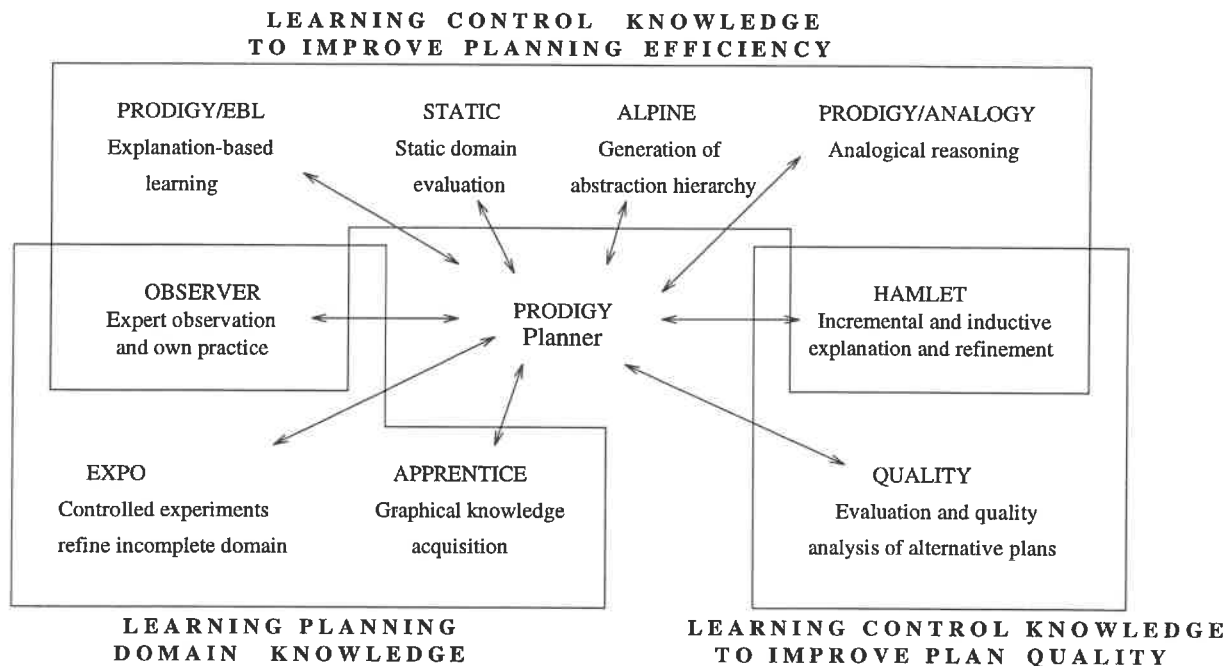 LEARNING CONTROL KNOWLEDGE
TO IMPROVE PLANNING EFFICIENCY
PRODIGY/EBL
Explanation-based
learning
STATIC
Static domain
evaluation
ALPINE
Generation of
abstraction hierarchy
PRODIGY/ANALOGY
Analogical reasoning
OBSERVER
Expert observation
and own practice
PRODIGY
Planner
HAMLET
Incremental and inductive
explanation and refinement
EXPO
Controlled experiments
refine incomplete domain
APPRENTICE
Graphical knowledge
acquisition
QUALITY
Evaluation and quality
analysis of alternative plans
LEARNING PLANNING
DOMAIN KNOWLEDGE
LEARNING CONTROL KNOWLEDGE
TO IMPROVE PLAN QUALITY